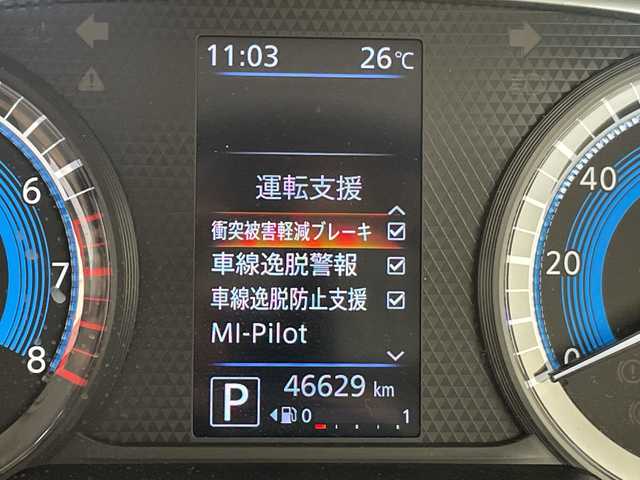 11:03 26℃
運転支援
衝突被害軽減ブレーキ
車線逸脱警報
車線逸脱防止支援
MI-Pilot
P 46629 km
0 1
6
7
8
40
20
0